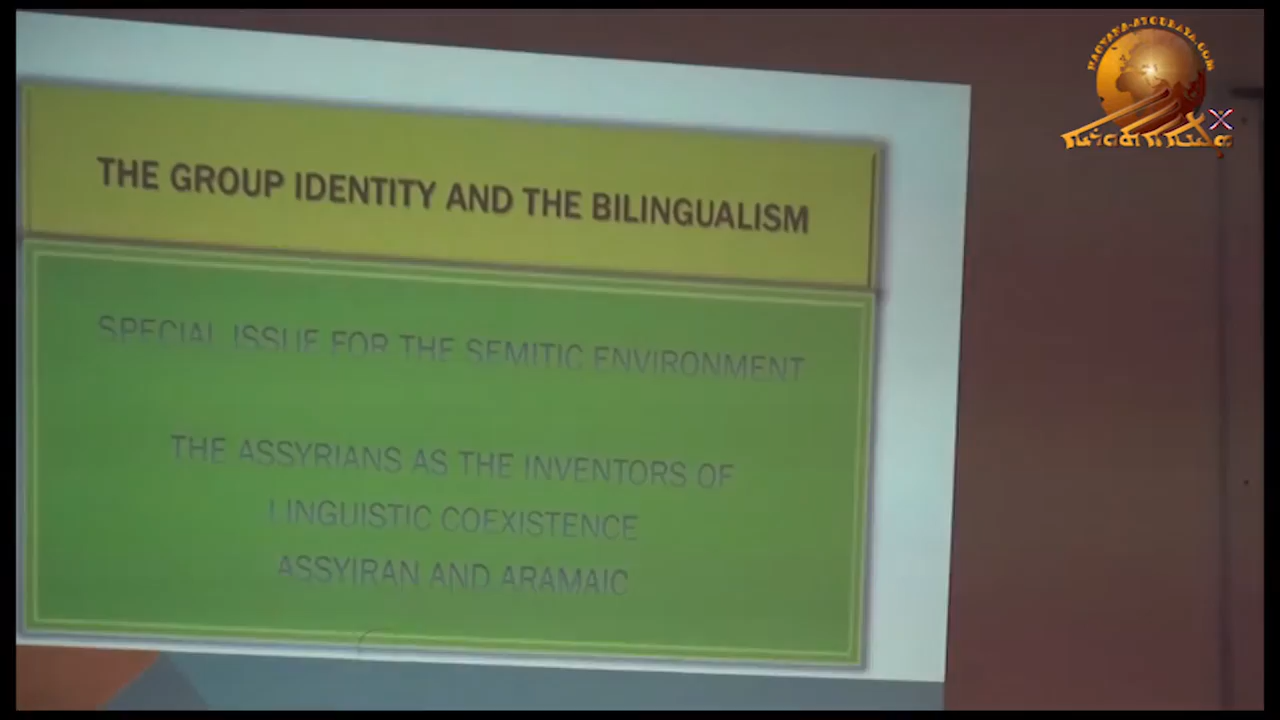 THE GROUP IDENTITY AND THE BILINGUALISM
SPECIAL ISSUE FOR THE SEMITIC ENVIRONMENT
THE ASSYRIANS AS THE INVENTORS OF
LINGUISTIC COEXISTENCE
ASSYIRAN AND ARAMAIC